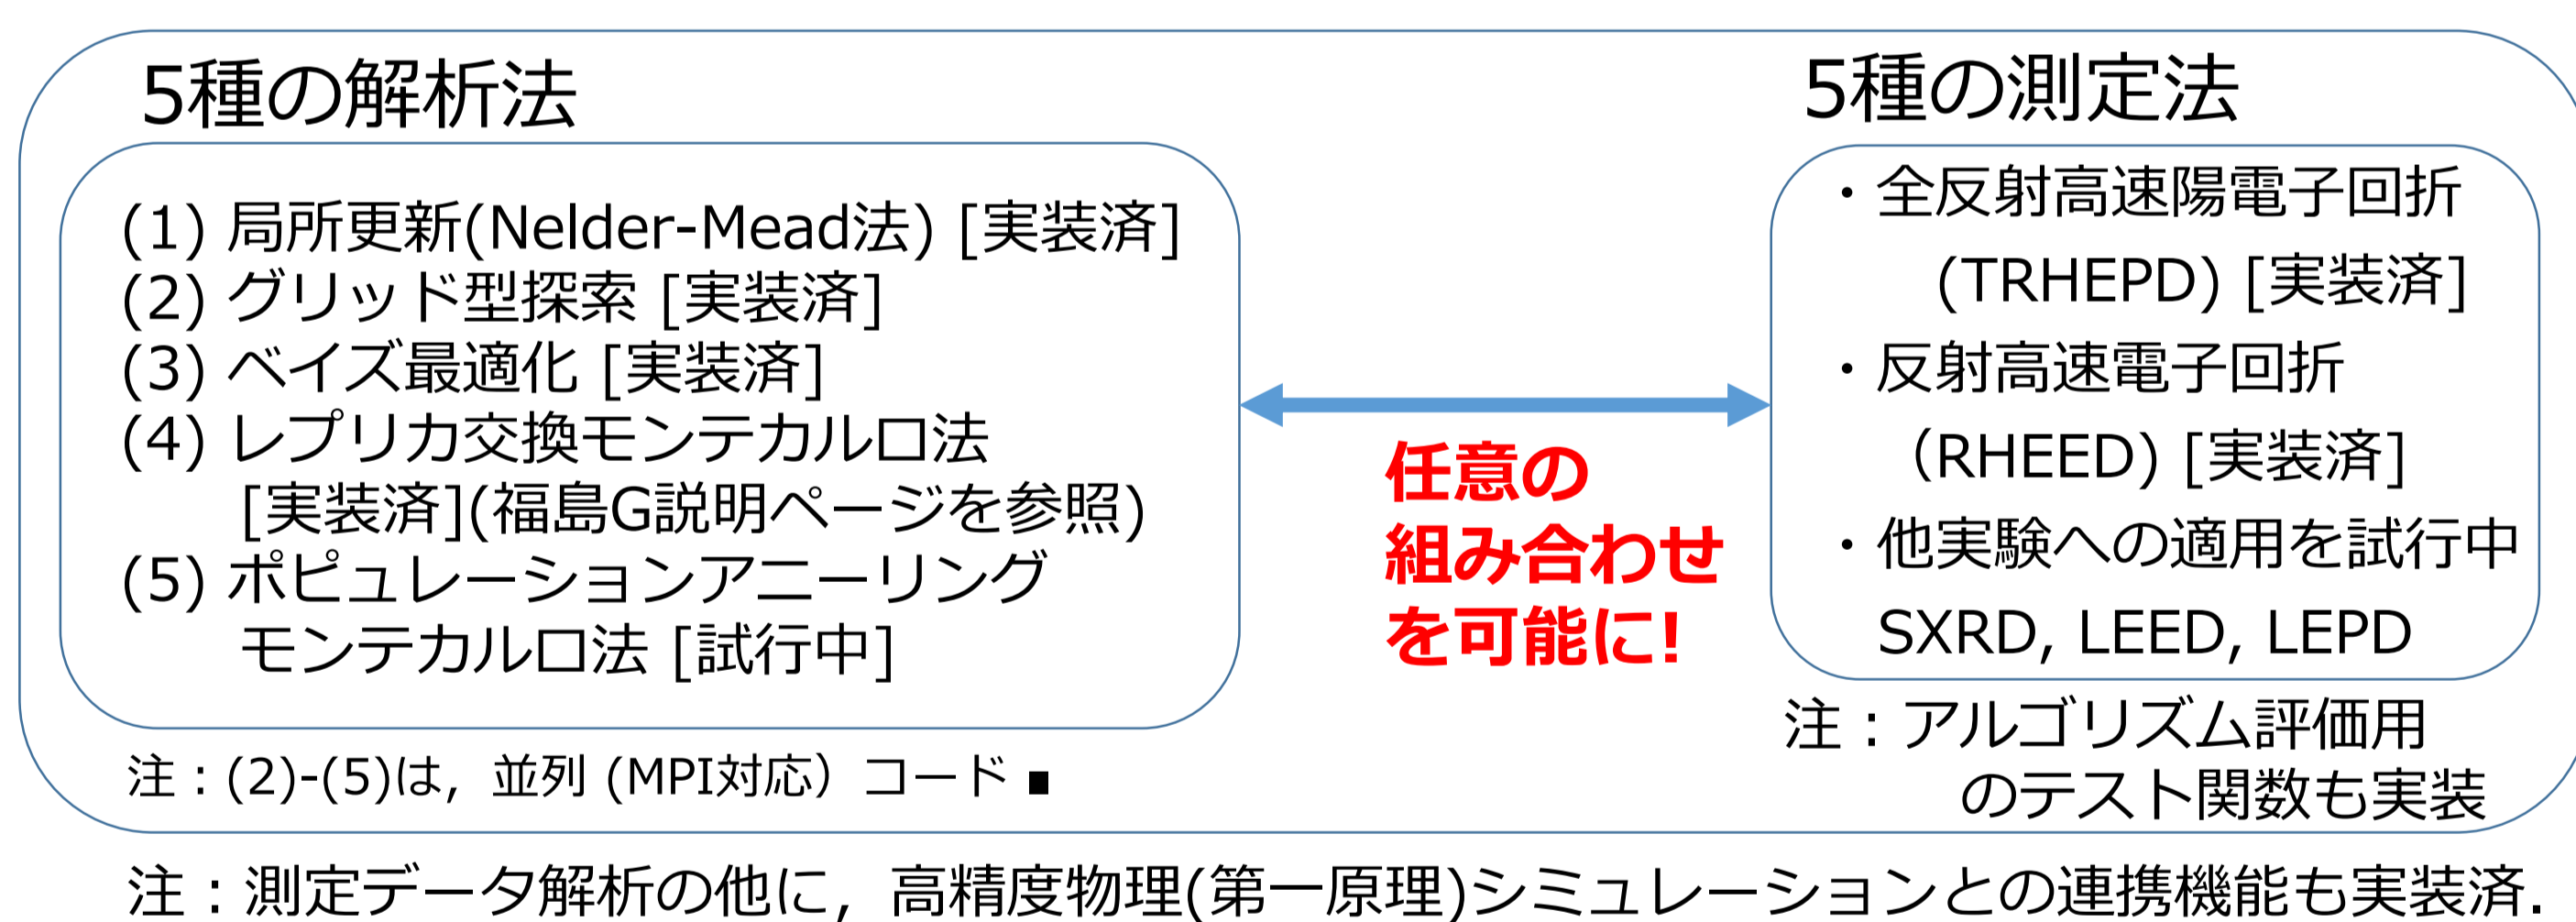 5種の解析法
(1) 局所更新(Nelder-Mead法) [実装済]
(2) グリッド型探索 [実装済]
(3) ベイズ最適化 [実装済]
(4) レプリカ交換モンテカルロ法
[実装済](福島G説明ページを参照)
(5) ポピュレーションアニーリング
モンテカルロ法 [試行中]
注：(2)-(5)は，並列 (MPI対応）コード ■
任意の
組み合わせ
を可能に!
5種の測定法
・全反射高速陽電子回折
(TRHEPD) [実装済]
・反射高速電子回折
（RHEED) [実装済]
・他実験への適用を試行中
SXRD, LEED, LEPD
注：アルゴリズム評価用
のテスト関数も実装
注：測定データ解析の他に，高精度物理(第一原理)シミュレーションとの連携機能も実装済．